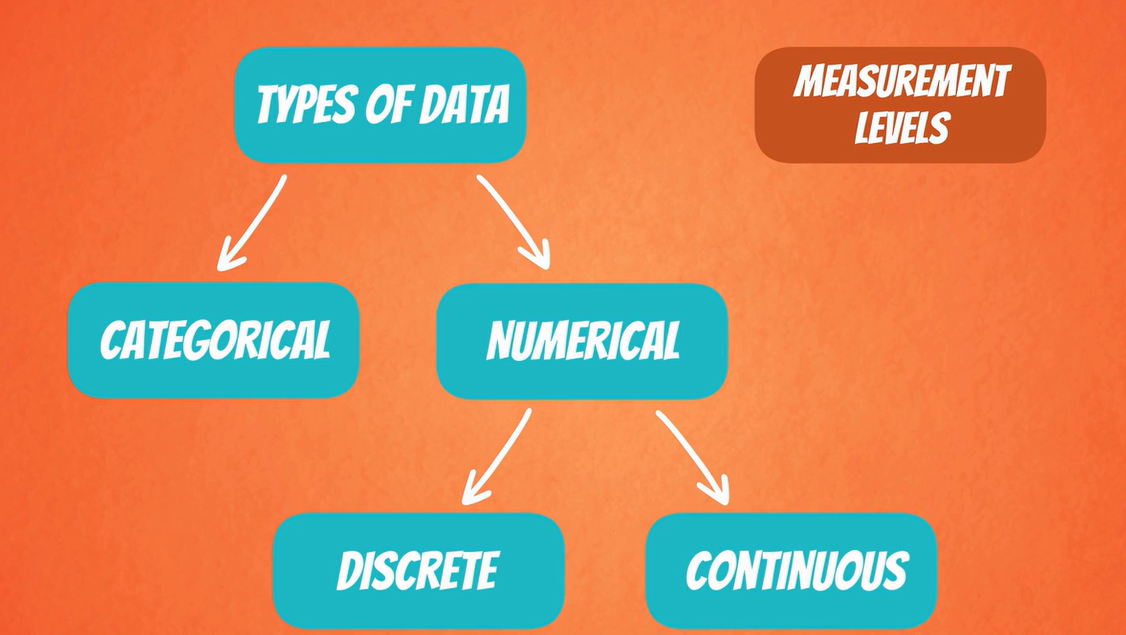 TYPES OF DATA
MEASUREMENT
LEVELS
CATEGORICAL
NUMERICAL
DISCRETE
CONTINUOUS